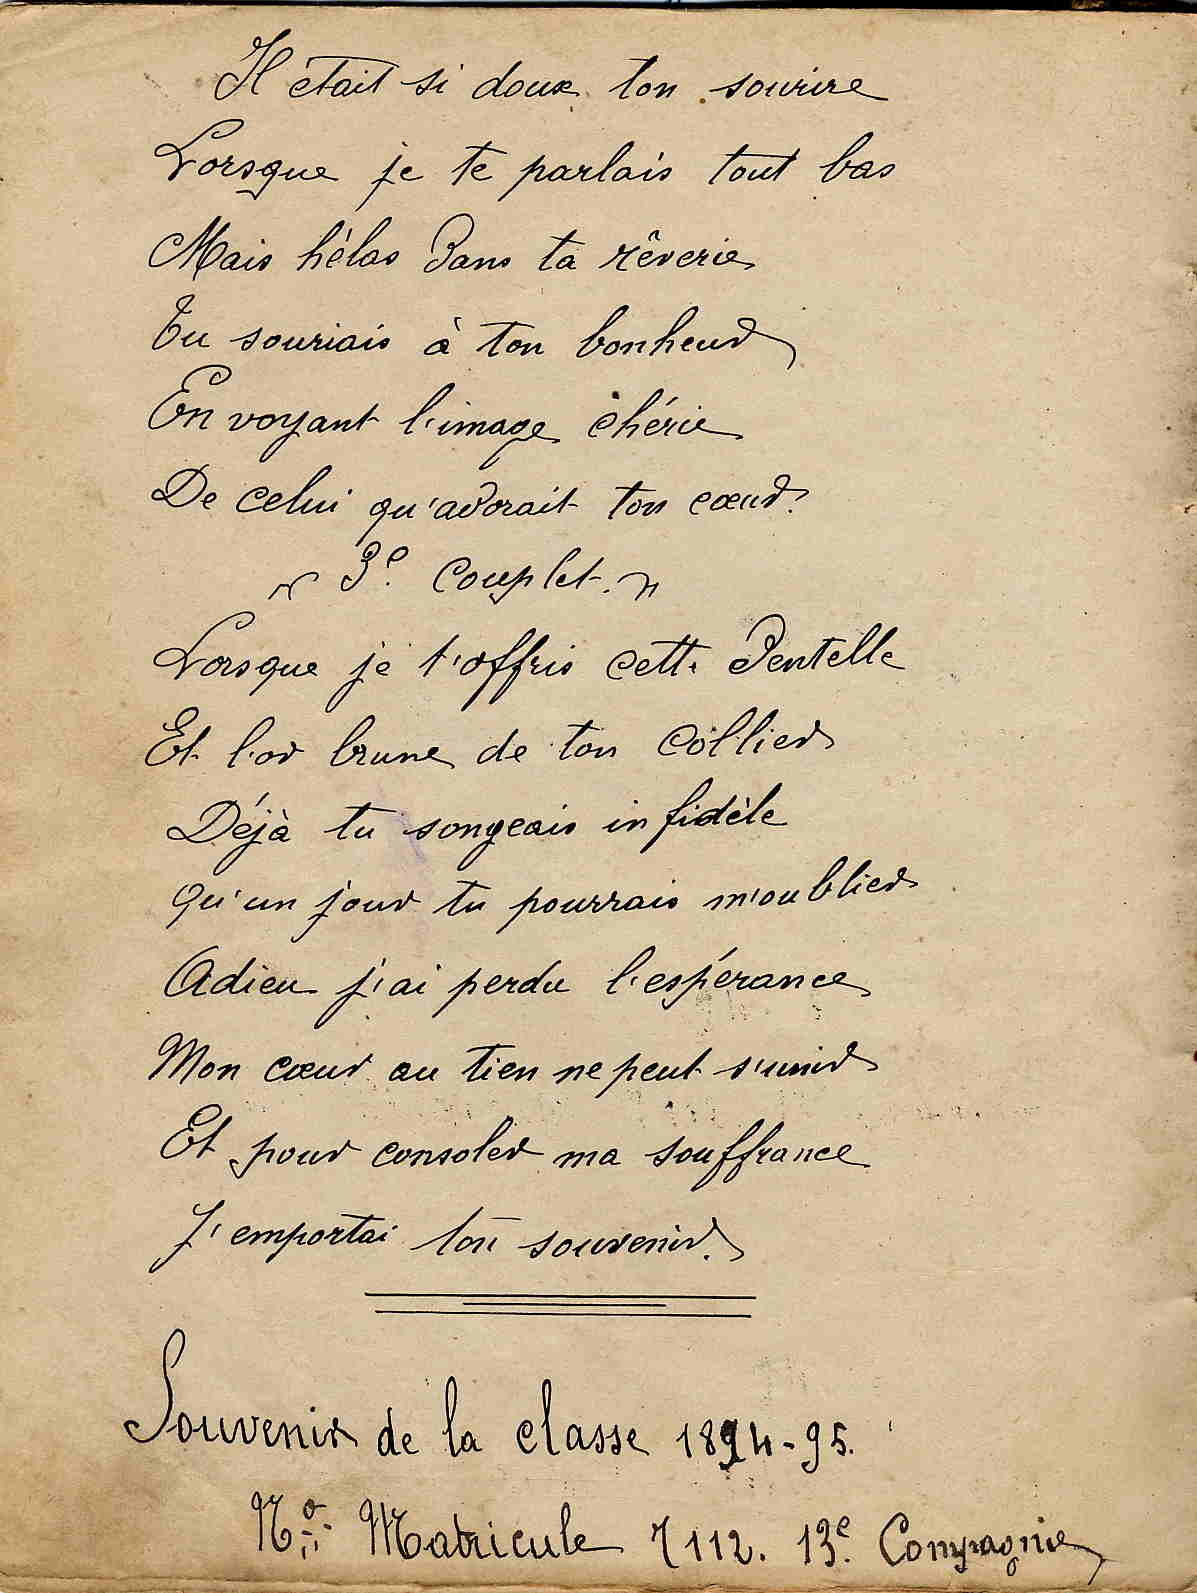 Il était si doux ton sourire
Lorsque je te parlais tout bas
Mais hélas dans ta rêverie
Tu souriais à ton bonheur
En voyant l'image chérie
De celui qu'adorait ton cœur.
3e. Couplet.
Lorsque je t'offris cette dentelle
Et l'or brune de ton collier
Déjà tu songeais infidèle
Qu'un jour tu pourrais m'oublier
Adieu j'ai perdu l'espérance
Mon cœur au tien ne peut s'unir
Et pour consoler ma souffrance
J'emportai ton souvenir.
Souvenir de la classe 1894-95.
No. Matricule 7112. 13e. Compagnie